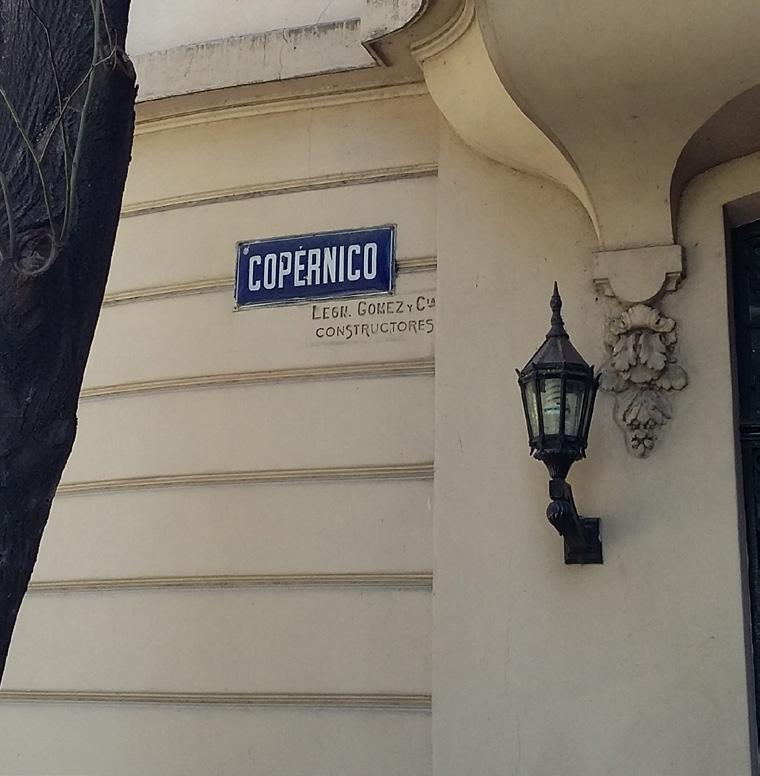 COPÉRNICO
LEON. GOMEZ Y CIA
CONSTRUCTORES